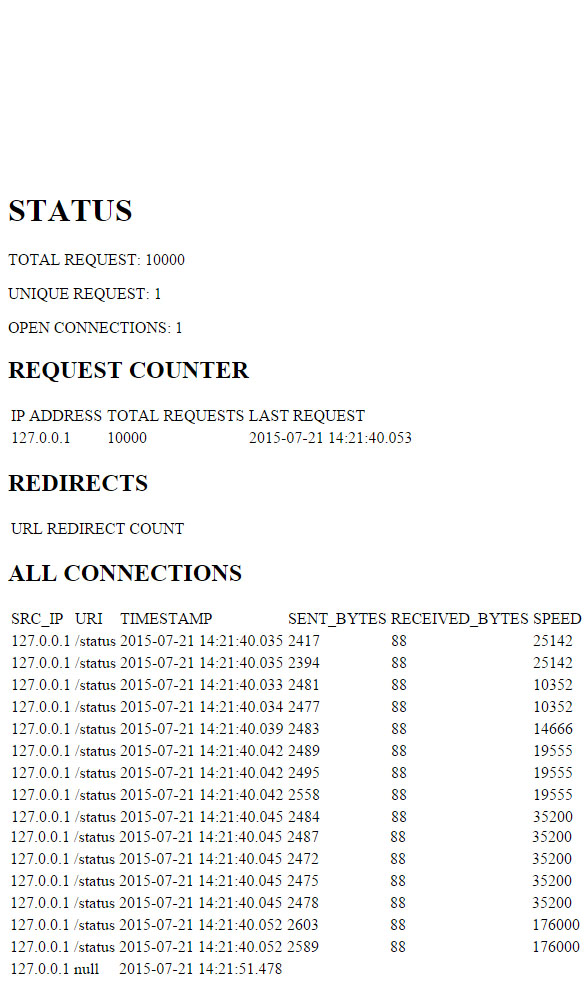 STATUS
TOTAL REQUEST: 10000
UNIQUE REQUEST: 1
OPEN CONNECTIONS: 1
REQUEST COUNTER
IP ADDRESS TOTAL REQUESTS LAST REQUEST
127.0.0.1 10000 2015-07-21 14:21:40.053
REDIRECTS
URL REDIRECT COUNT
ALL CONNECTIONS
SRC_IP URI TIMESTAMP SENT_BYTES RECEIVED_BYTES SPEED
127.0.0.1 /status 2015-07-21 14:21:40.035 2417 88 25142
127.0.0.1 /status 2015-07-21 14:21:40.035 2394 88 25142
127.0.0.1 /status 2015-07-21 14:21:40.033 2481 88 10352
127.0.0.1 /status 2015-07-21 14:21:40.034 2477 88 10352
127.0.0.1 /status 2015-07-21 14:21:40.039 2483 88 14666
127.0.0.1 /status 2015-07-21 14:21:40.042 2489 88 19555
127.0.0.1 /status 2015-07-21 14:21:40.042 2495 88 19555
127.0.0.1 /status 2015-07-21 14:21:40.042 2558 88 19555
127.0.0.1 /status 2015-07-21 14:21:40.045 2484 88 35200
127.0.0.1 /status 2015-07-21 14:21:40.045 2487 88 35200
127.0.0.1 /status 2015-07-21 14:21:40.045 2472 88 35200
127.0.0.1 /status 2015-07-21 14:21:40.045 2475 88 35200
127.0.0.1 /status 2015-07-21 14:21:40.045 2478 88 35200
127.0.0.1 /status 2015-07-21 14:21:40.052 2603 88 176000
127.0.0.1 /status 2015-07-21 14:21:40.052 2589 88 176000
127.0.0.1 null 2015-07-21 14:21:51.478